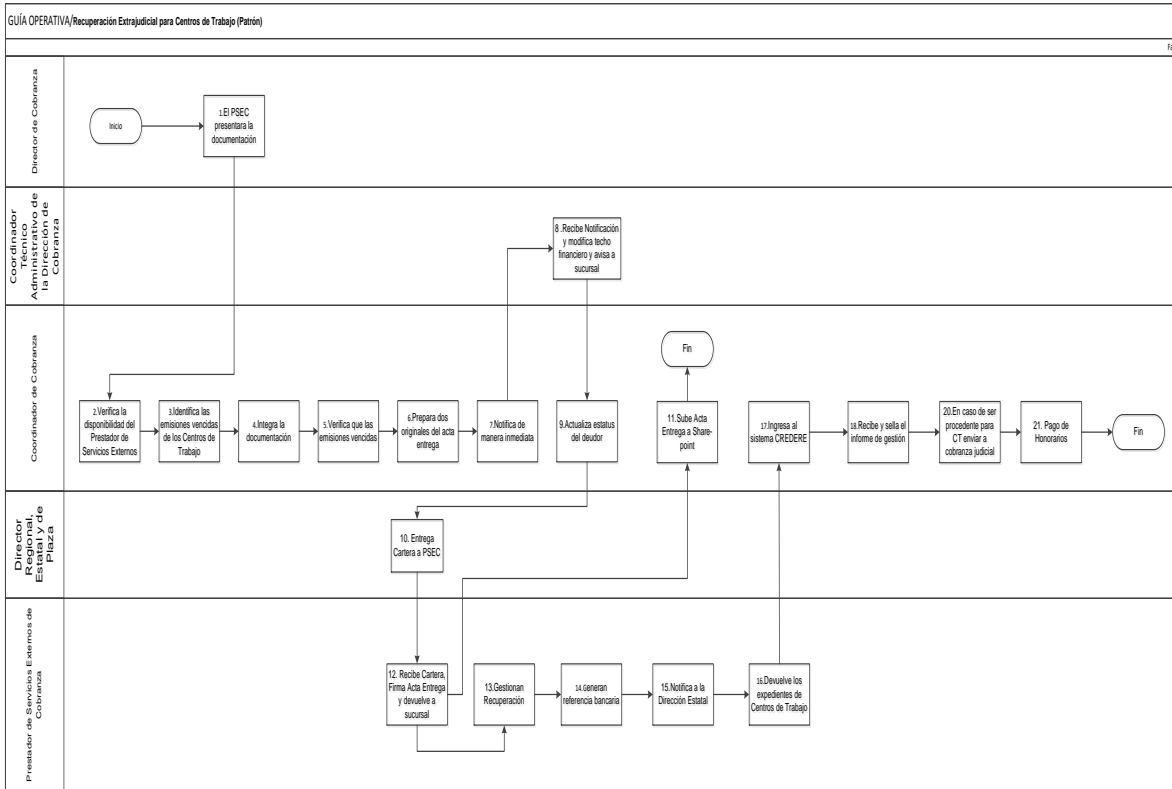 GUÍA OPERATIVA/Recuperación Extrajudicial para Centros de Trabajo (Patrón)
Fa
Director de Cobranza
Inicio
1.El PSEC
presentara la
documentación
Coordinador
Técnico
Administrativo de
la Dirección de
Cobranza
8 .Recibe Notificación
y modifica techo
financiero y avisa a
sucursal
Coordinador de Cobranza
2.Verifica la
disponibilidad del
Prestador de
Servicios Externos
3.Identifica las
emisiones vencidas
de los Centros de
Trabajo
4.Integra la
documentación
5.Verifica que las
emisiones vencidas
6.Prepara dos
originales del acta
entrega
7.Notifica de
manera inmediata
9.Actualiza estatus
del deudor
Fin
11.Sube Acta
Entrega a Share-
point
17.Ingresa al
sistema CREDERE
18.Recibe y sella el
informe de gestión
20.En caso de ser
procedente para
CT enviar a
cobranza judicial
21. Pago de
Honorarios
Fin
Director
Regional,
Estatal y de
Plaza
10. Entrega
Cartera a PSEC
Prestador de Servicios Externos de
Cobranza
12. Recibe Cartera,
Firma Acta Entrega
y devuelve a
sucursal
13.Gestionan
Recuperación
14.Generan
referencia bancaria
15.Notifica a la
Dirección Estatal
16.Devuelve los
expedientes de
Centros de Trabajo